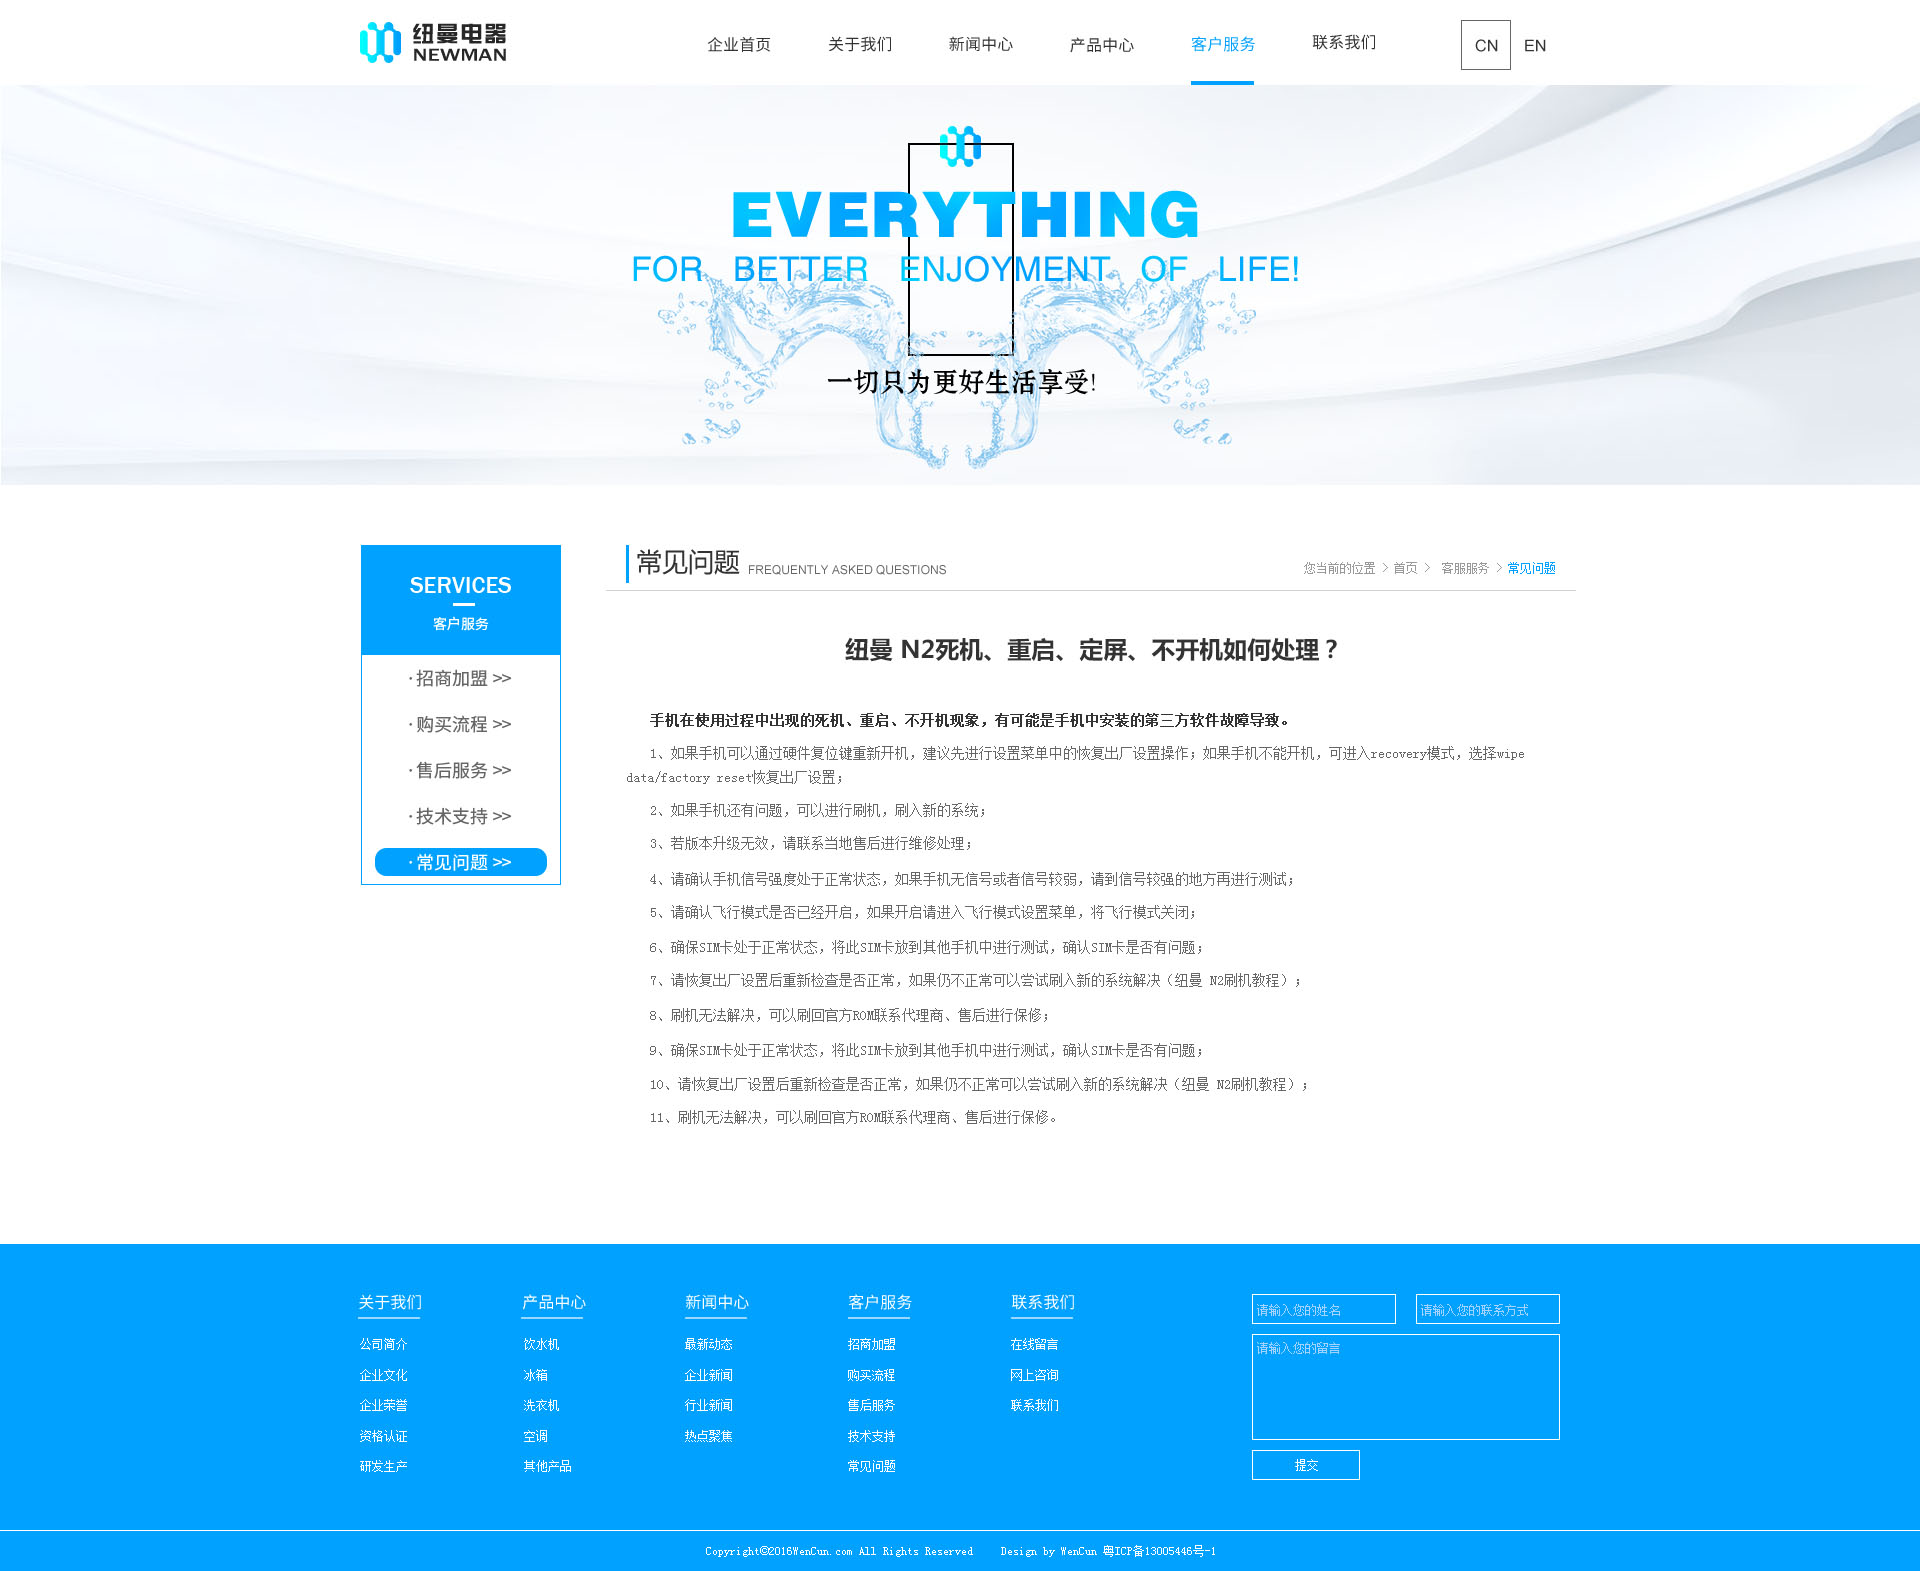 纽曼电器
NEWMAN
企业首页 关于我们 新闻中心 产品中心 客户服务 联系我们 CN EN
EVERYTHING
FOR BETTER ENJOYMENT OF LIFE!
一切只为更好生活享受!
SERVICES
客户服务
·招商加盟 >>
·购买流程 >>
·售后服务 >>
·技术支持 >>
·常见问题 >>
常见问题 FREQUENTLY ASKED QUESTIONS
您当前的位置 > 首页 > 客服服务 > 常见问题
纽曼 N2死机、重启、定屏、不开机如何处理？
手机在使用过程中出现的死机、重启、不开机现象，有可能是手机中安装的第三方软件故障导致。
1、如果手机可以通过硬件复位键重新开机，建议先进行设置菜单中的恢复出厂设置操作；如果手机不能开机，可进入recovery模式，选择wipe
data/factory reset恢复出厂设置；
2、如果手机还有问题，可以进行刷机，刷入新的系统；
3、若版本升级无效，请联系当地售后进行维修处理；
4、请确认手机信号强度处于正常状态，如果手机无信号或者信号较弱，请到信号较强的地方再进行测试；
5、请确认飞行模式是否已经开启，如果开启请进入飞行模式设置菜单，将飞行模式关闭；
6、确保SIM卡处于正常状态，将此SIM卡放到其他手机中进行测试，确认SIM卡是否有问题；
7、请恢复出厂设置后重新检查是否正常，如果仍不正常可以尝试刷入新的系统解决（纽曼 N2刷机教程）；
8、刷机无法解决，可以刷回官方ROM联系代理商、售后进行保修；
9、确保SIM卡处于正常状态，将此SIM卡放到其他手机中进行测试，确认SIM卡是否有问题；
10、请恢复出厂设置后重新检查是否正常，如果仍不正常可以尝试刷入新的系统解决（纽曼 N2刷机教程）；
11、刷机无法解决，可以刷回官方ROM联系代理商、售后进行保修。
关于我们
公司简介
企业文化
企业荣誉
资格认证
研发生产
产品中心
饮水机
冰箱
洗衣机
空调
其他产品
新闻中心
最新动态
企业新闻
行业新闻
热点聚焦
客户服务
招商加盟
购买流程
售后服务
技术支持
常见问题
联系我们
在线留言
网上咨询
联系我们
请输入您的姓名
请输入您的联系方式
请输入您的留言
提交
Copyright©2016WenCun.com All Rights Reserved Design by WenCun 粤ICP备13005446号-1